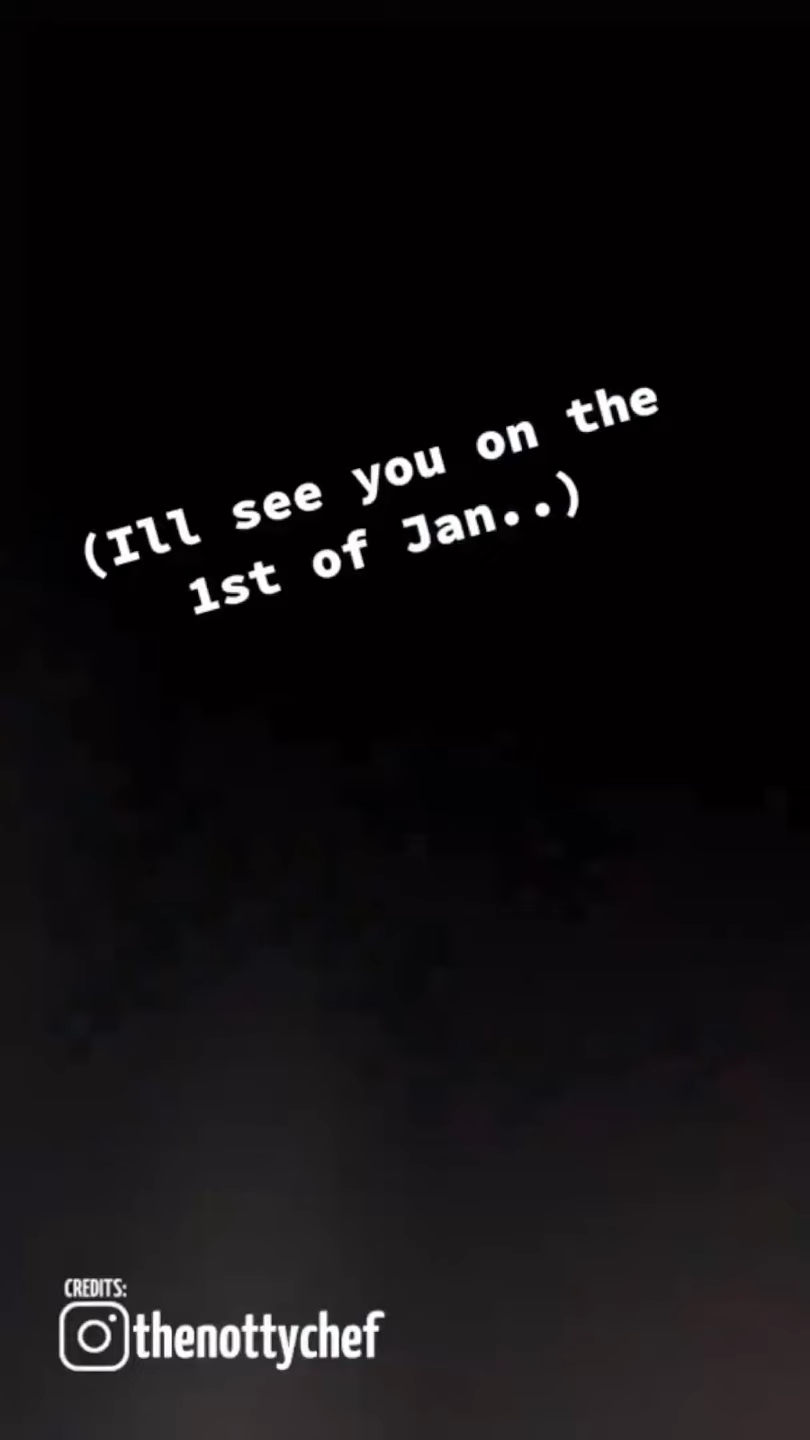 (Ill see you on the
1st of Jan..)
CREDITS:
thenottychef